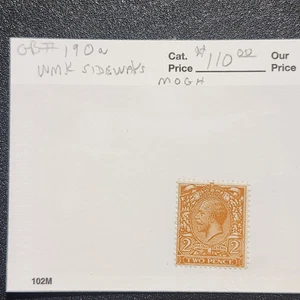 GB# 190a Cat. Price $110.00 Our Price
WMK SIDEWAYS
MOGH
2 2
TWO PENCE
102M